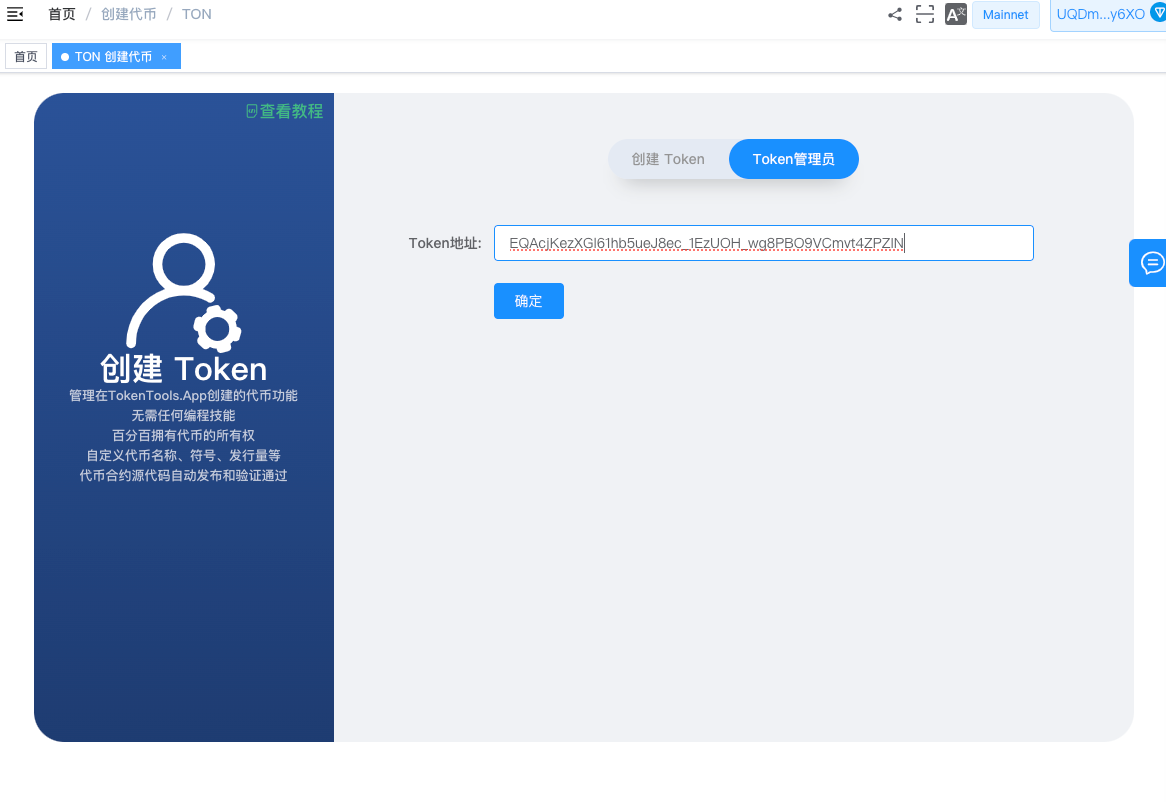 首页 / 创建代币 / TON
A文 Mainnet UQDm...y6XO
首页 TON 创建代币 ×
查看教程
创建 Token Token管理员
Token地址: EQAcjKezXGl61hb5ueJ8ec_1EzUOH_wg8PBO9VCmvt4ZPZIN
确定
创建 Token
管理在TokenTools.App创建的代币功能
无需任何编程技能
百分百拥有代币的所有权
自定义代币名称、符号、发行量等
代币合约源代码自动发布和验证通过